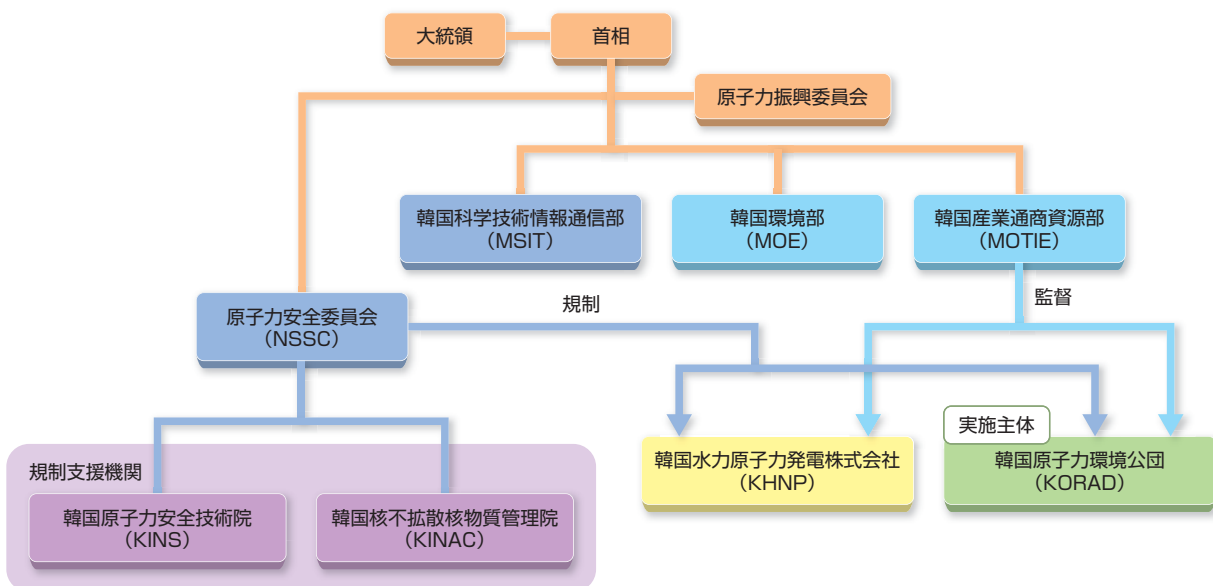 大統領
首相
原子力振興委員会
韓国科学技術情報通信部
（MSIT）
韓国環境部
（MOE）
韓国産業通商資源部
（MOTIE）
原子力安全委員会
（NSSC）
規制
監督
実施主体
韓国水力原子力発電株式会社
（KHNP）
韓国原子力環境公団
（KORAD）
規制支援機関
韓国原子力安全技術院
（KINS）
韓国核不拡散核物質管理院
（KINAC）